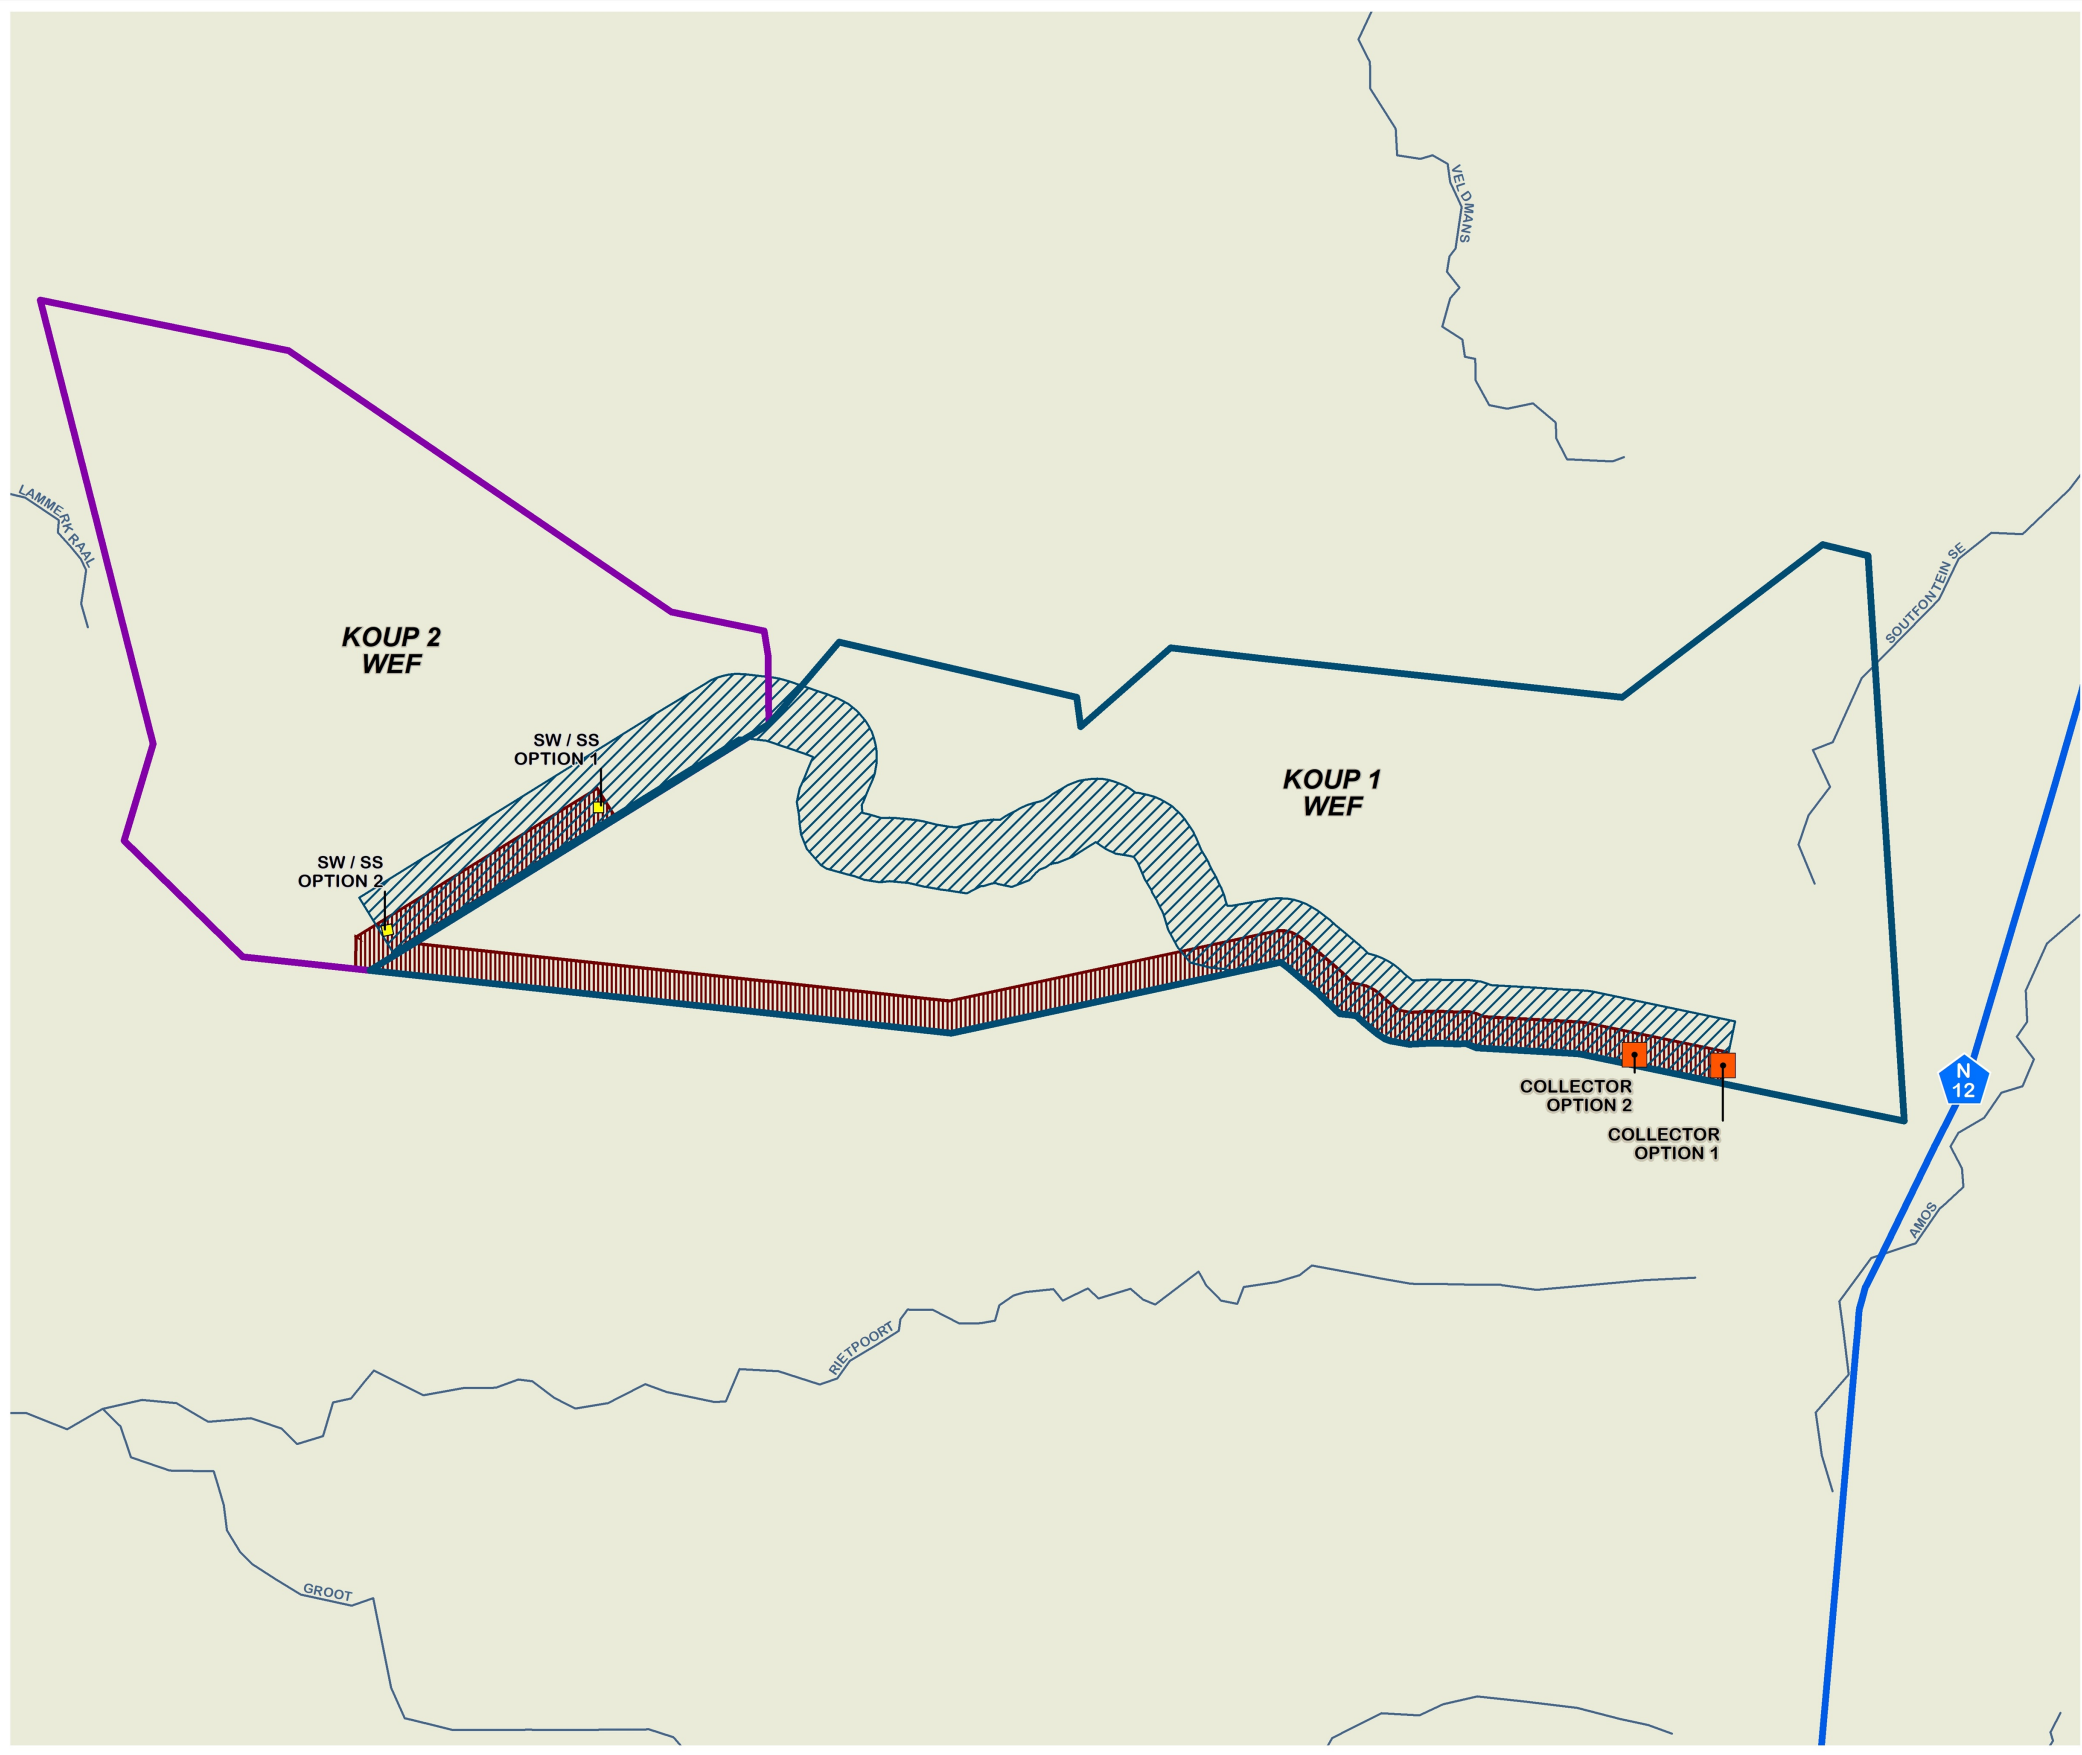 VELDMANS
LAMMERKRAAL
SOUTFONTEIN SE
KOUP 2
WEF
SW / SS
OPTION 1
KOUP 1
WEF
SW / SS
OPTION 2
N
12
COLLECTOR
OPTION 2
COLLECTOR
OPTION 1
AMOS
RIETPOORT
GROOT